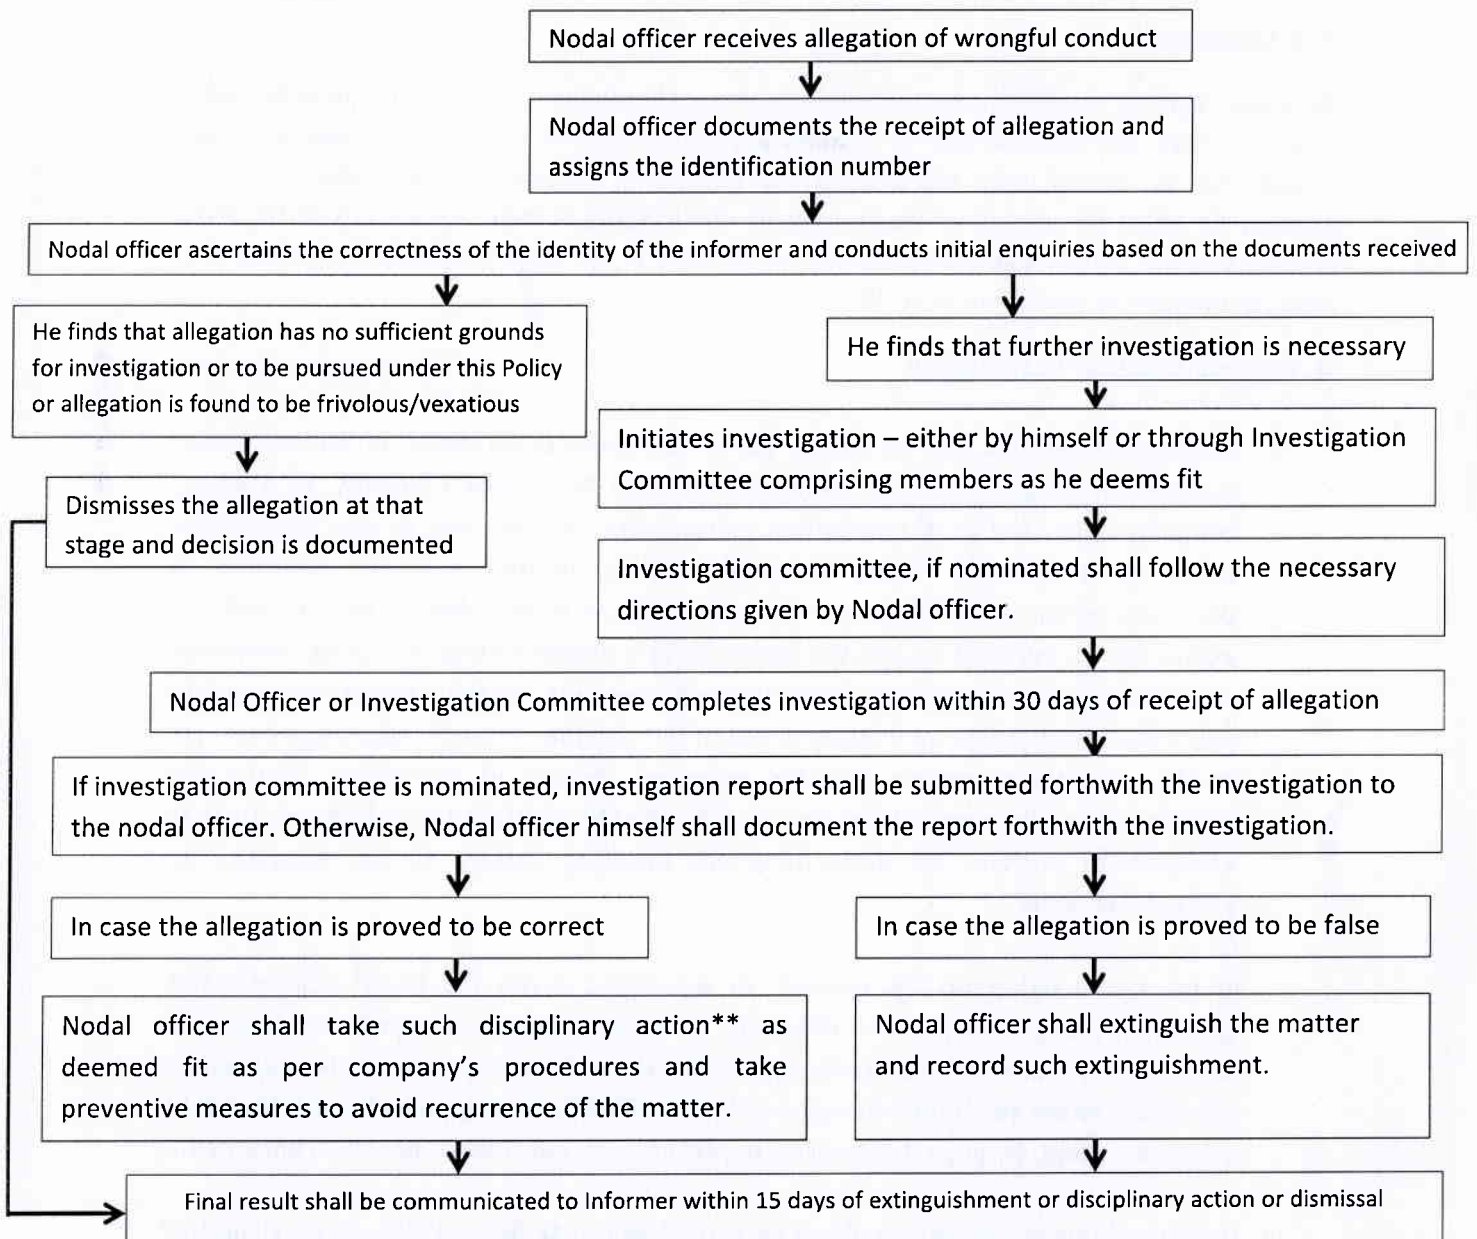 Nodal officer receives allegation of wrongful conduct
Nodal officer documents the receipt of allegation and
assigns the identification number
Nodal officer ascertains the correctness of the identity of the informer and conducts initial enquiries based on the documents received
He finds that allegation has no sufficient grounds
for investigation or to be pursued under this Policy
or allegation is found to be frivolous/vexatious
Dismisses the allegation at that
stage and decision is documented
He finds that further investigation is necessary
Initiates investigation – either by himself or through Investigation
Committee comprising members as he deems fit
Investigation committee, if nominated shall follow the necessary
directions given by Nodal officer.
Nodal Officer or Investigation Committee completes investigation within 30 days of receipt of allegation
If investigation committee is nominated, investigation report shall be submitted forthwith the investigation to
the nodal officer. Otherwise, Nodal officer himself shall document the report forthwith the investigation.
In case the allegation is proved to be correct
Nodal officer shall take such disciplinary action** as
deemed fit as per company's procedures and take
preventive measures to avoid recurrence of the matter.
In case the allegation is proved to be false
Nodal officer shall extinguish the matter
and record such extinguishment.
Final result shall be communicated to Informer within 15 days of extinguishment or disciplinary action or dismissal